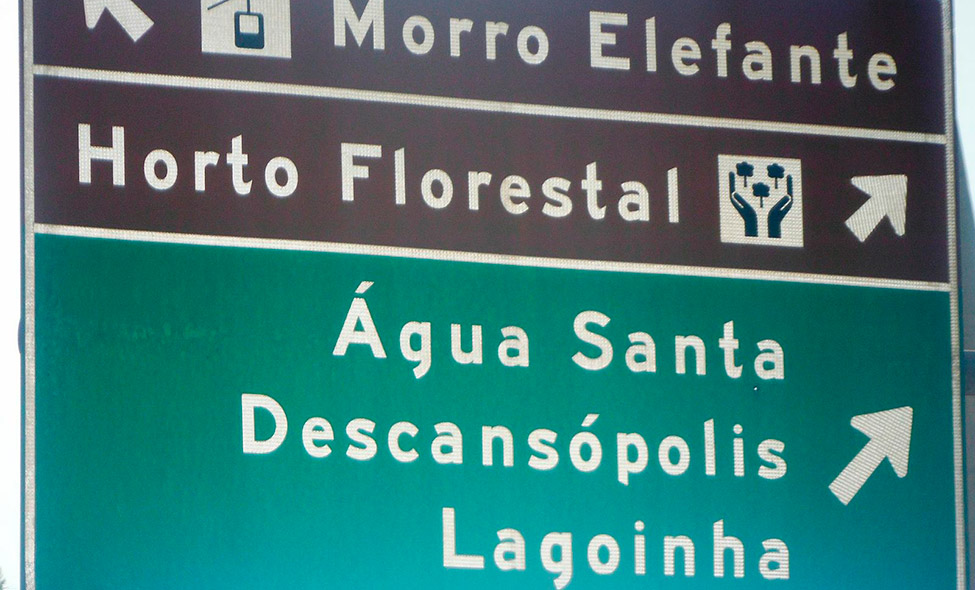 Morro Elefante
Horto Florestal
Água Santa
Descansópolis
Lagoinha